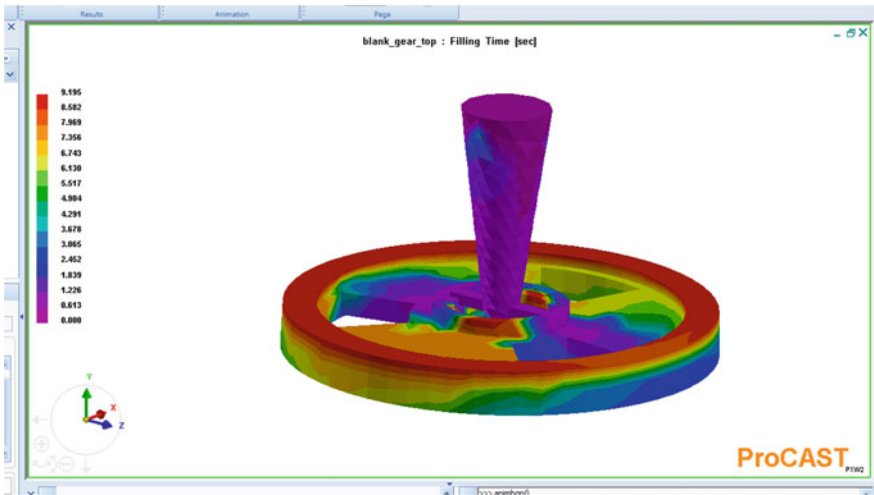 Results Animation Page
blank_gear_top : Filling Time [sec]
9.195
8.582
7.969
7.356
6.743
6.130
5.517
4.904
4.291
3.678
3.065
2.452
1.839
1.226
0.613
0.000
Y
X
Z
ProCAST
P1W2